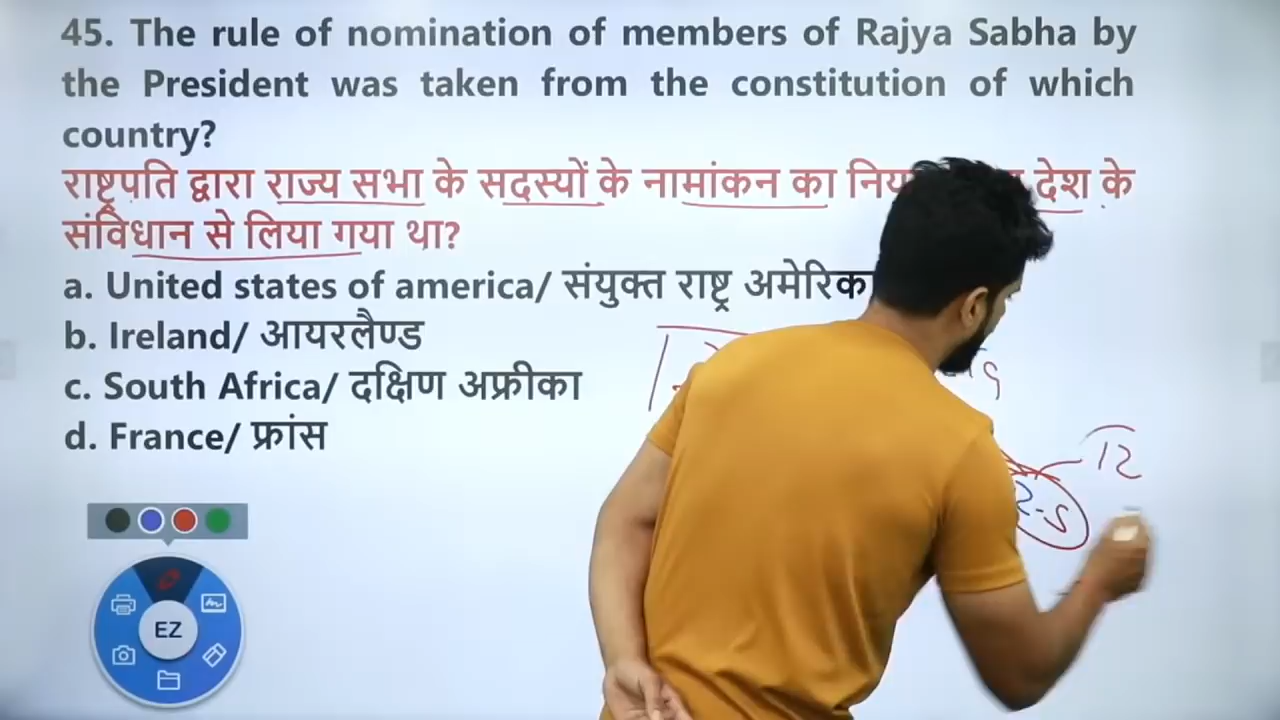 45. The rule of nomination of members of Rajya Sabha by
the President was taken from the constitution of which
country?
राष्ट्रपति द्वारा राज्य सभा के सदस्यों के नामांकन का देश के
संविधान से लिया गया था?
a. United states of america/ संयुक्त राष्ट्र अमेरिका
b. Ireland/ आयरलैण्ड
c. South Africa/ दक्षिण अफ्रीका
d. France/ फ्रांस
12
EZ